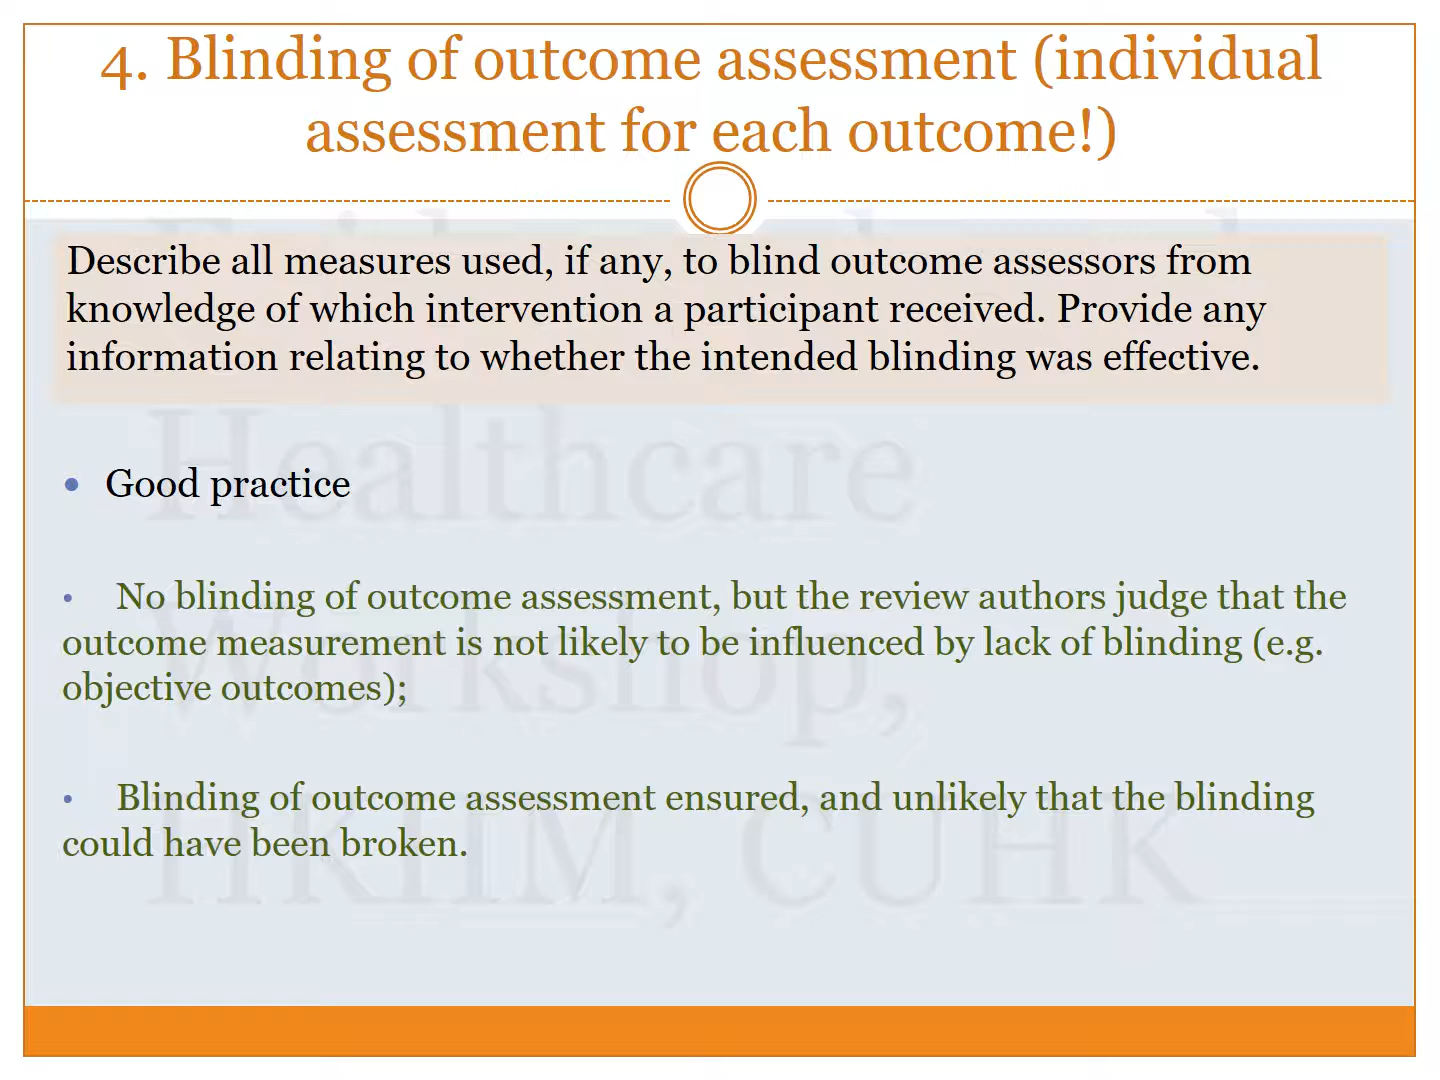 4. Blinding of outcome assessment (individual
assessment for each outcome!)
Describe all measures used, if any, to blind outcome assessors from
knowledge of which intervention a participant received. Provide any
information relating to whether the intended blinding was effective.
Healthcare
• Good practice
• No blinding of outcome assessment, but the review authors judge that the
outcome measurement is not likely to be influenced by lack of blinding (e.g.
objective outcomes);
Workshop,
• Blinding of outcome assessment ensured, and unlikely that the blinding
could have been broken.
HKIIM, CUHK